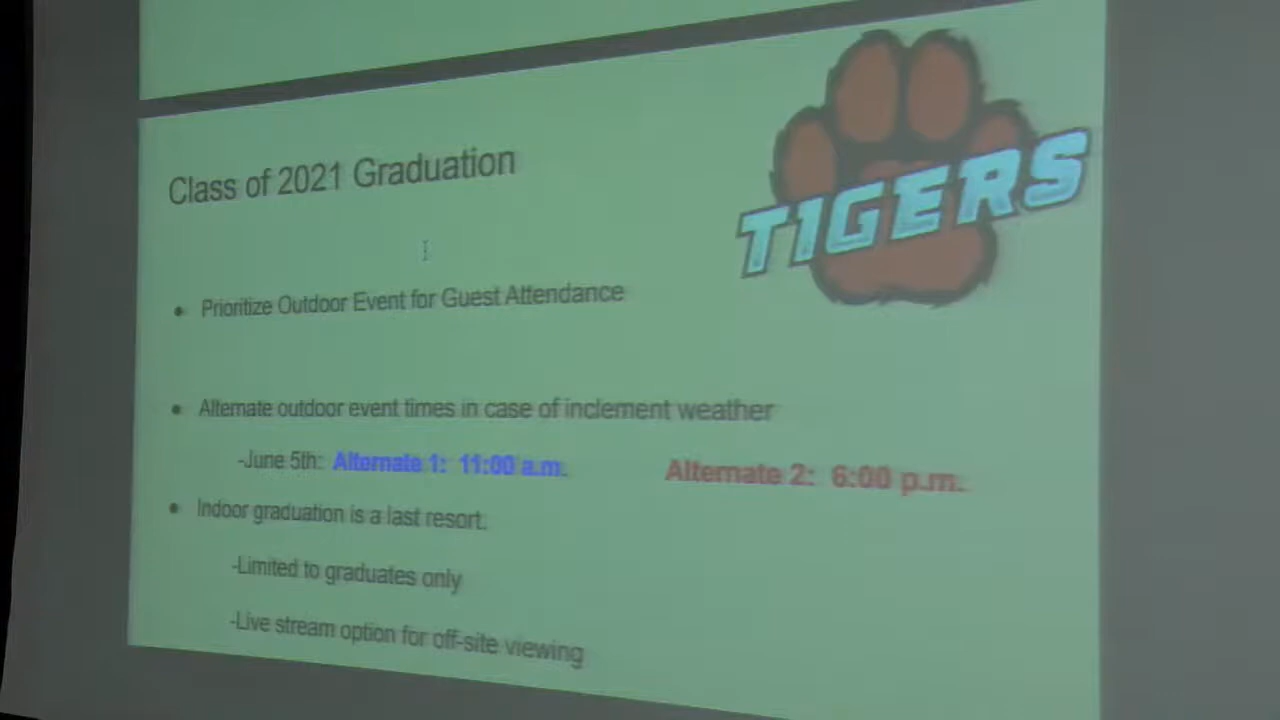 Class of 2021 Graduation
TIGERS
• Prioritize Outdoor Event for Guest Attendance
• Alternate outdoor event times in case of inclement weather
-June 5th: Alternate 1: 11:00 a.m. Alternate 2: 6:00 p.m.
• Indoor graduation is a last resort.
-Limited to graduates only
-Live stream option for off-site viewing